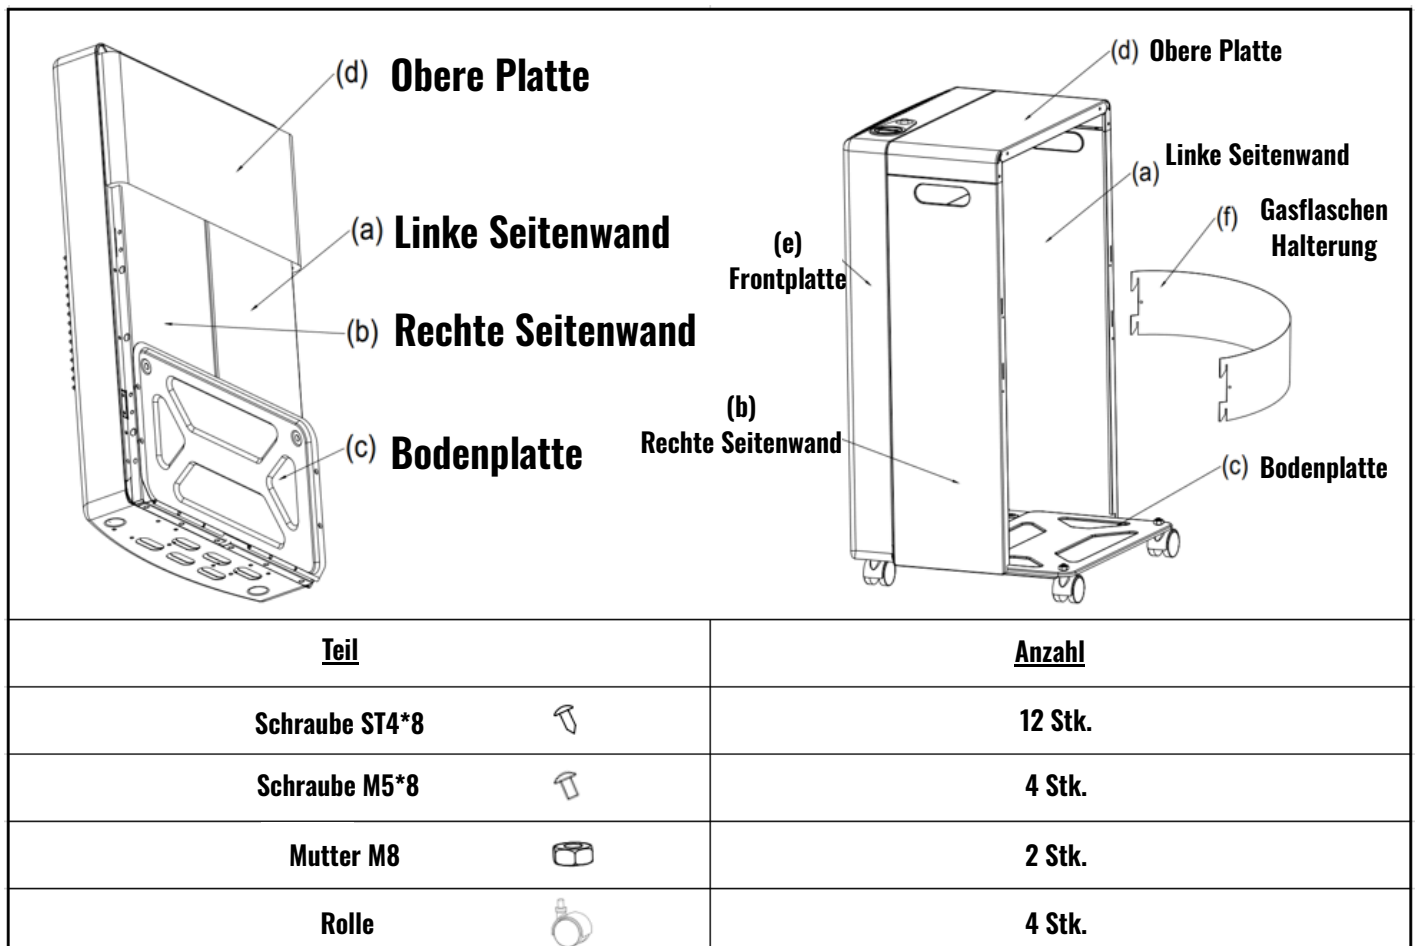 (d) Obere Platte
(a) Linke Seitenwand
(b) Rechte Seitenwand
(c) Bodenplatte
(d) Obere Platte
Linke Seitenwand
(a)
(f) Gasflaschen
Halterung
(e)
Frontplatte
(b)
Rechte Seitenwand
(c) Bodenplatte
Teil Anzahl
Schraube ST4*8 12 Stk.
Schraube M5*8 4 Stk.
Mutter M8 2 Stk.
Rolle 4 Stk.